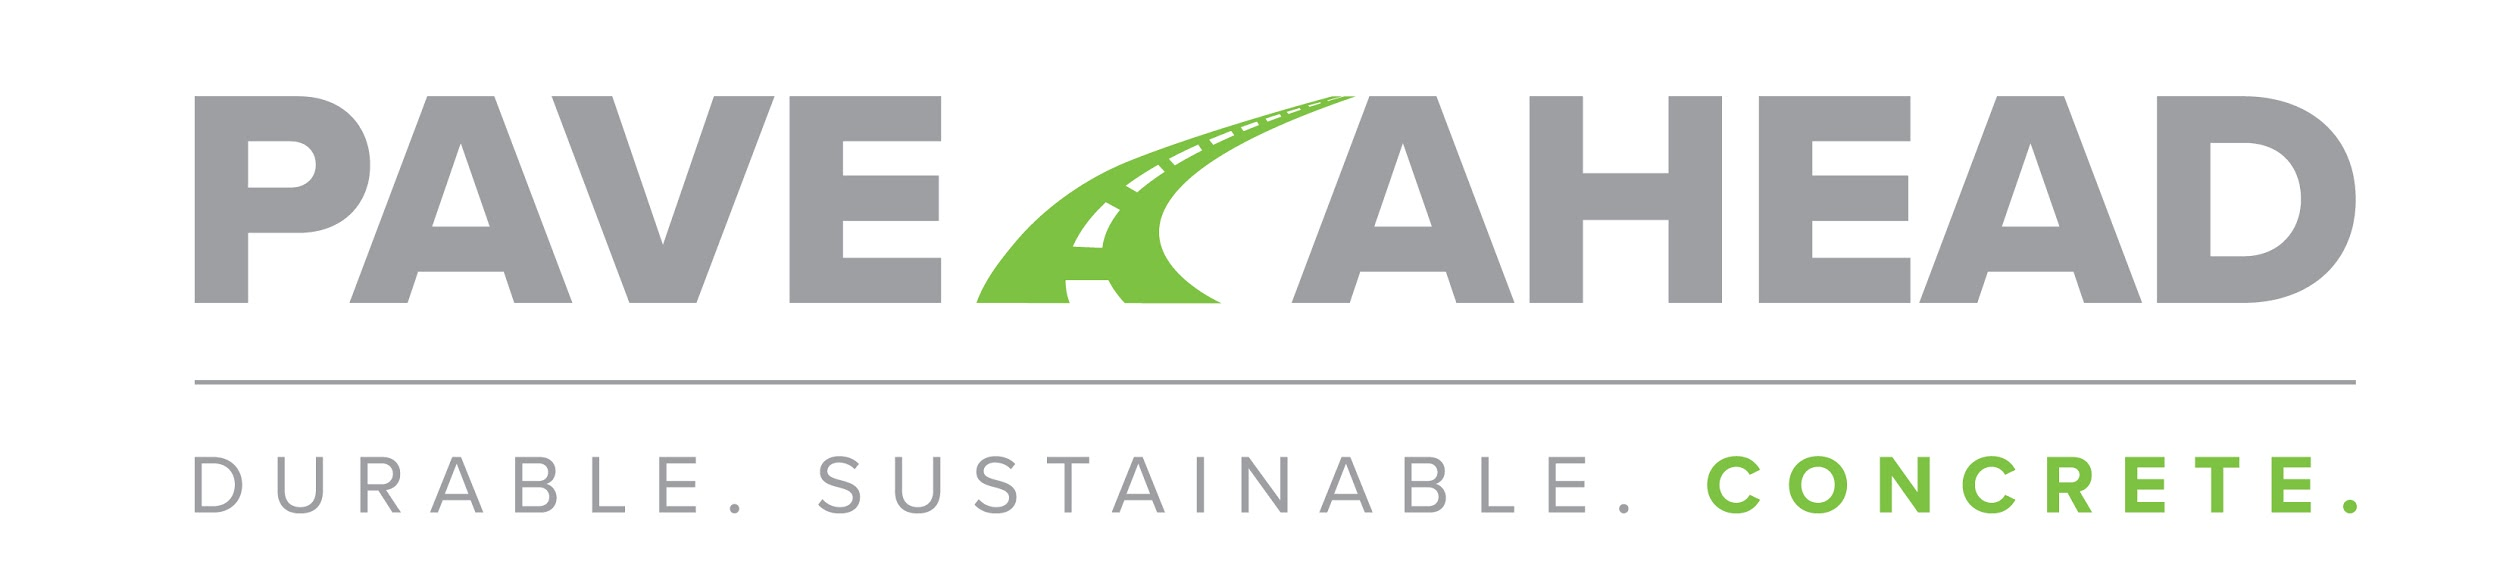 PAVE AHEAD
DURABLE. SUSTAINABLE. CONCRETE.